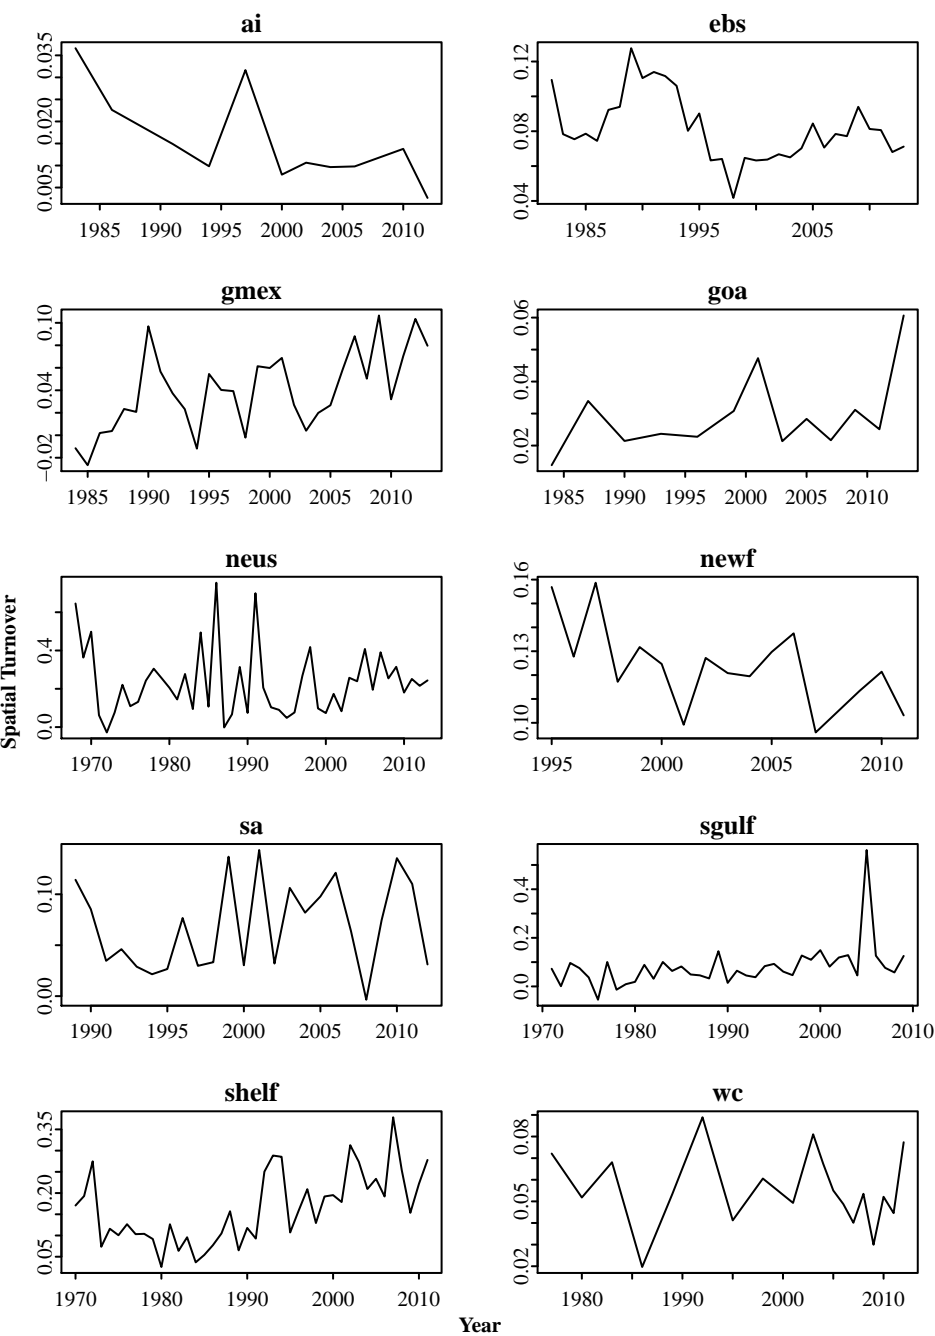 ai
0.005 0.020 0.035
1985 1990 1995 2000 2005 2010
ebs
0.04 0.08 0.12
1985 1995 2005
gmex
−0.02 0.04 0.10
1985 1990 1995 2000 2005 2010
goa
0.02 0.04 0.06
1985 1990 1995 2000 2005 2010
neus
0.0 0.4
1970 1980 1990 2000 2010
newf
0.10 0.13 0.16
1995 2000 2005 2010
Spatial Turnover
sa
0.00 0.10
1990 1995 2000 2005 2010
sgulf
0.0 0.2 0.4
1970 1980 1990 2000 2010
shelf
0.05 0.20 0.35
1970 1980 1990 2000 2010
wc
0.02 0.05 0.08
1980 1990 2000 2010
Year